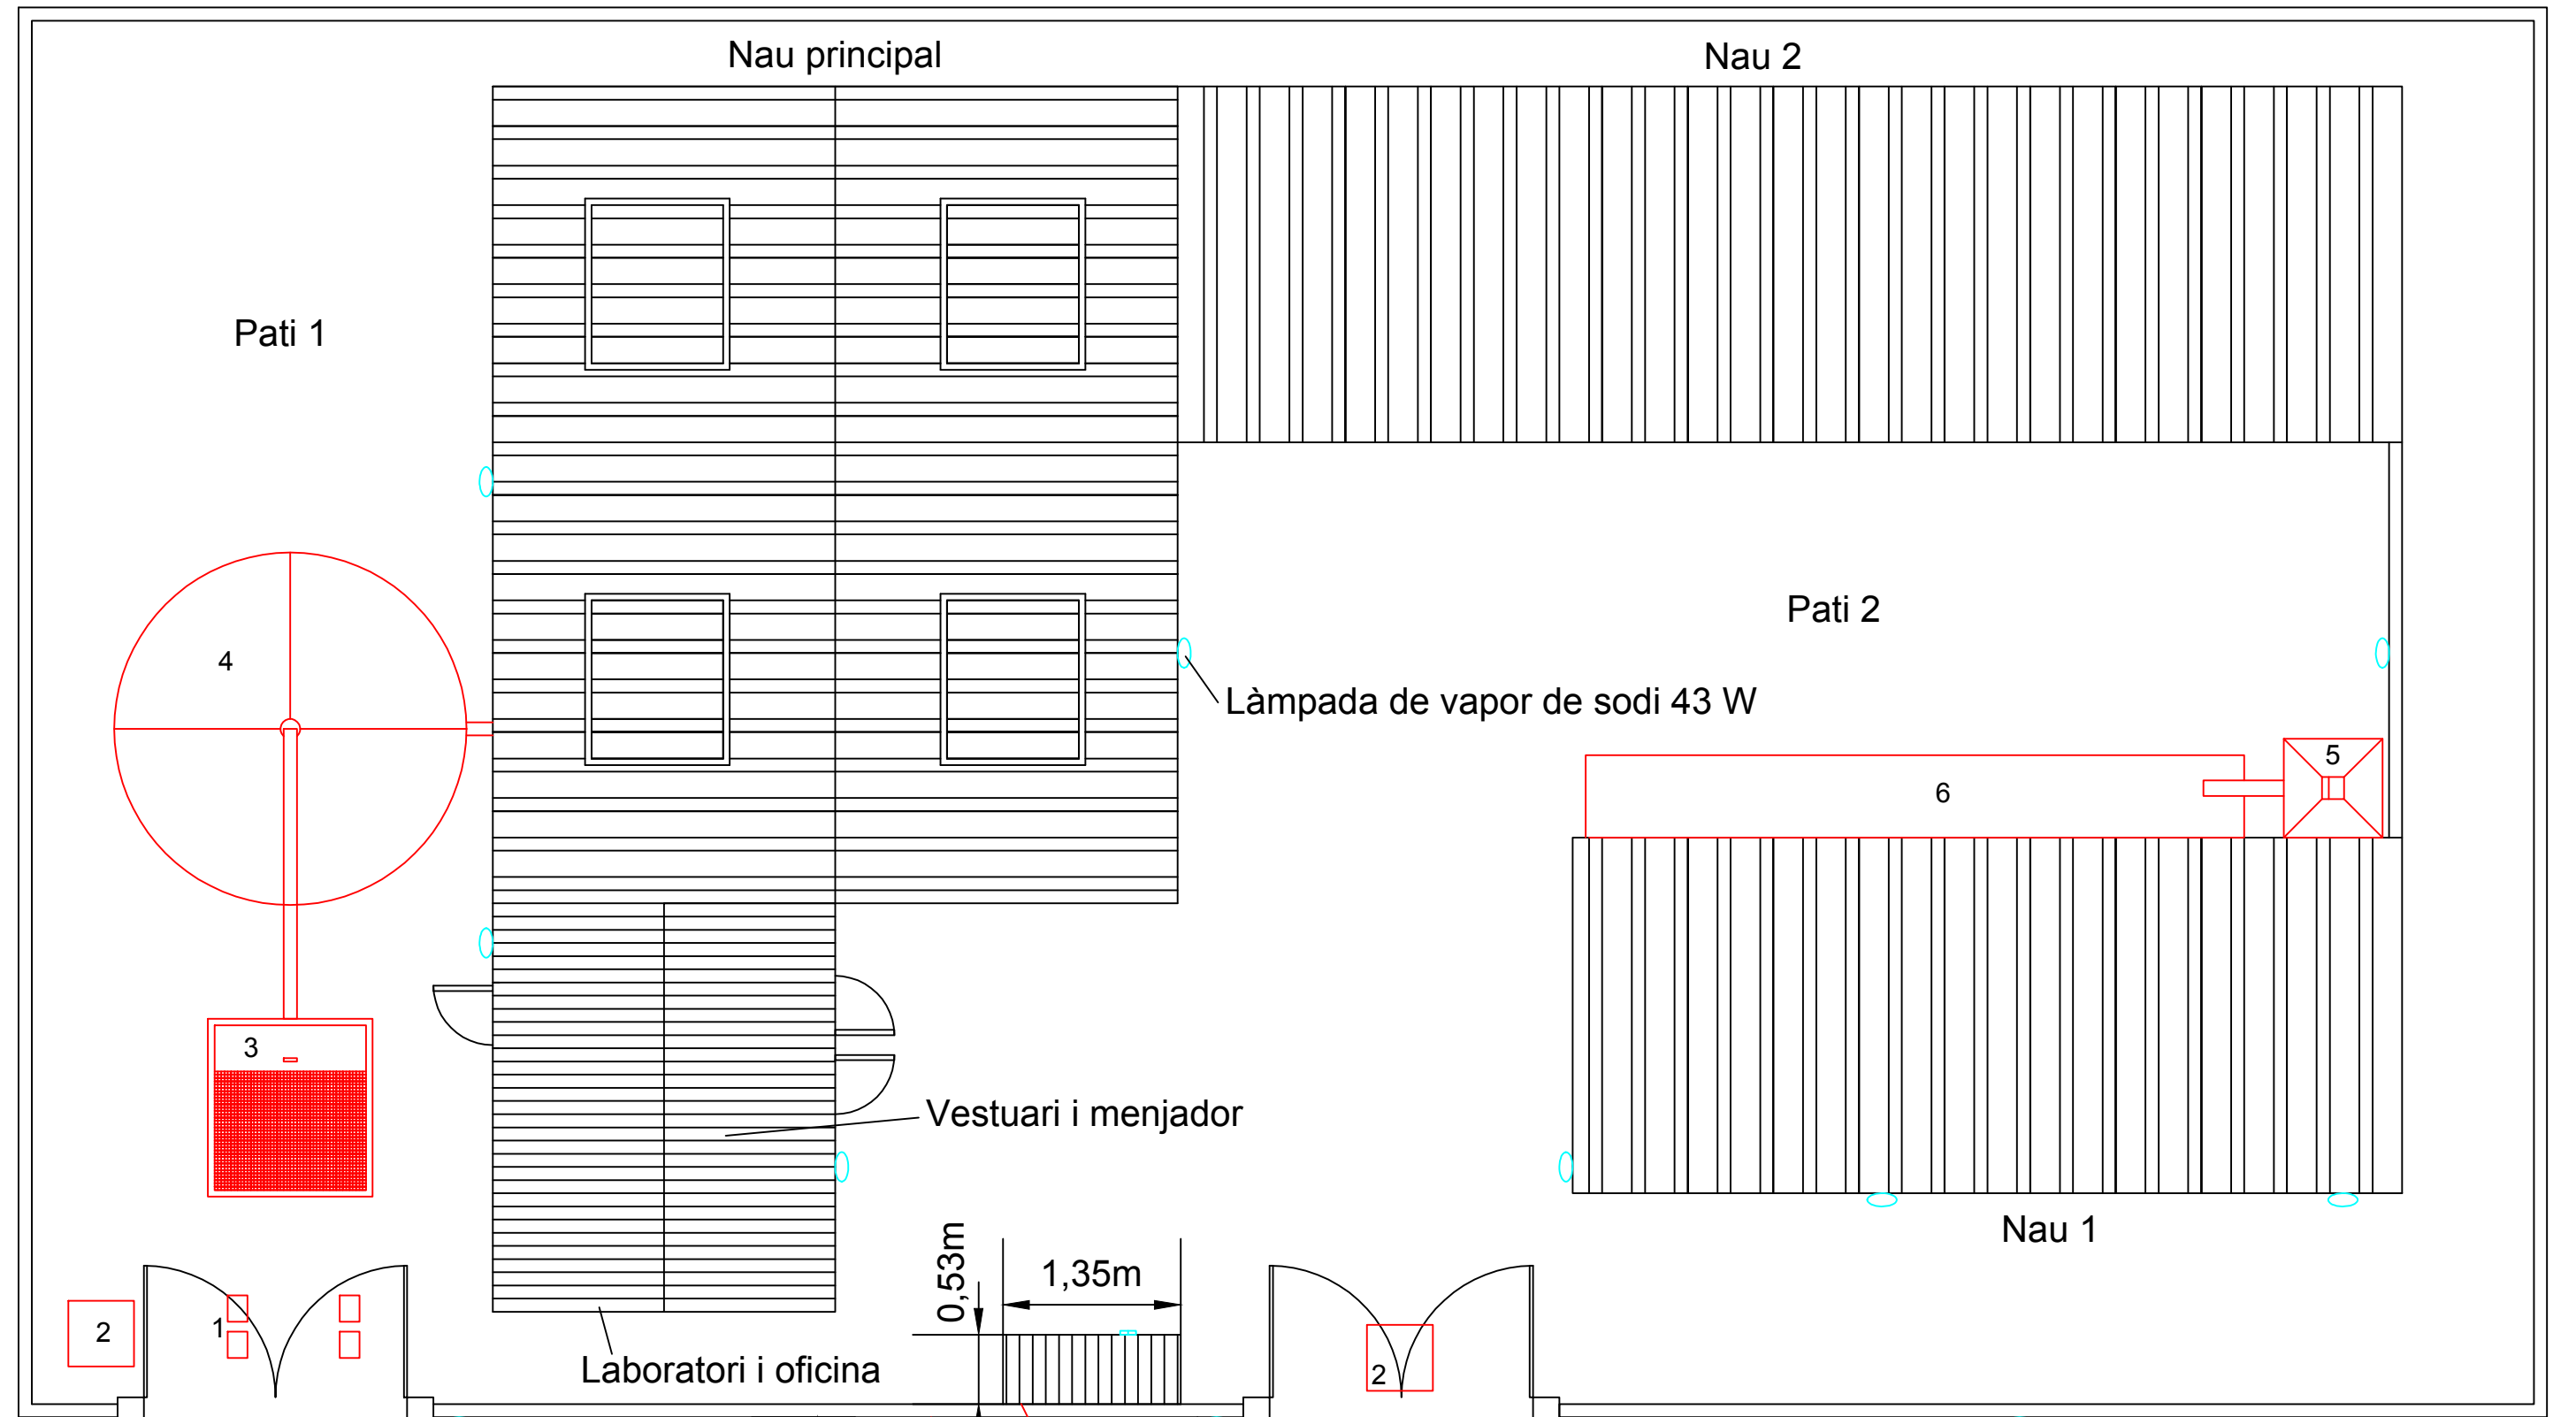 Nau principal
Nau 2
Pati 1
Pati 2
4
Làmpada de vapor de sodi 43 W
5
6
3
Vestuari i menjador
Nau 1
0,53m
1,35m
2
1
Laboratori i oficina
2